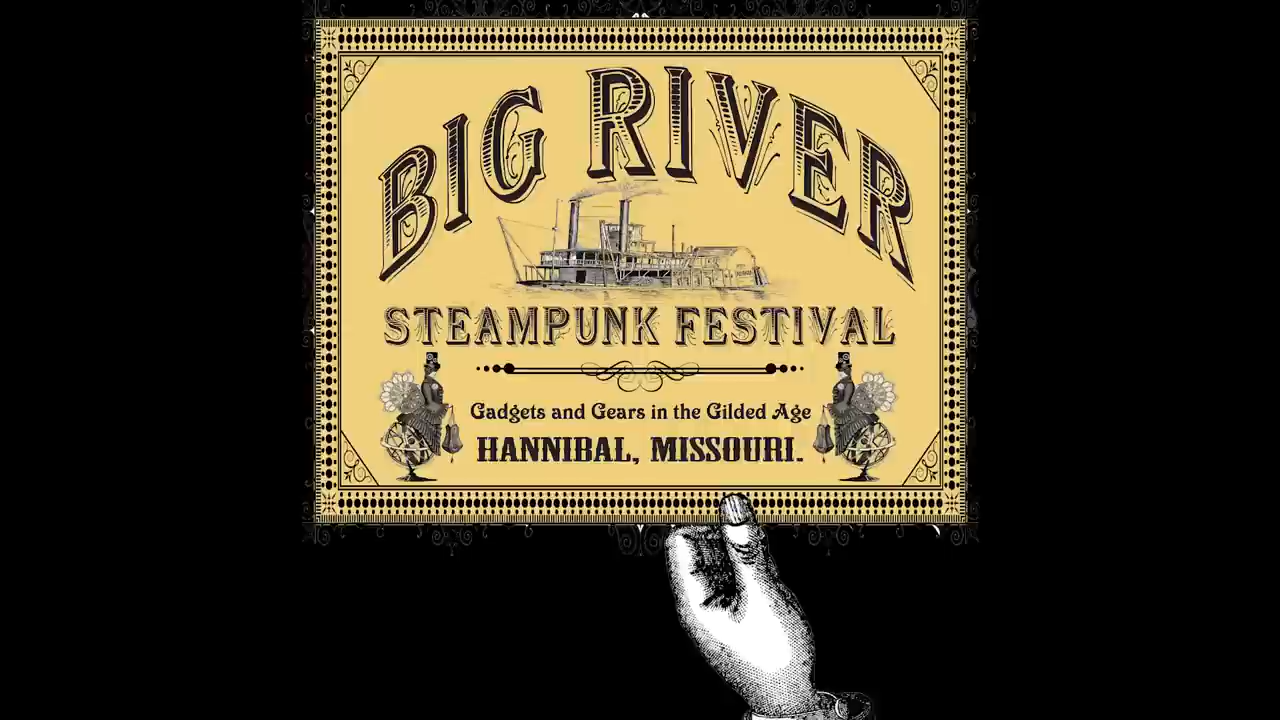 BIG RIVER
STEAMPUNK FESTIVAL
Gadgets and Gears in the Gilded Age
HANNIBAL, MISSOURI.